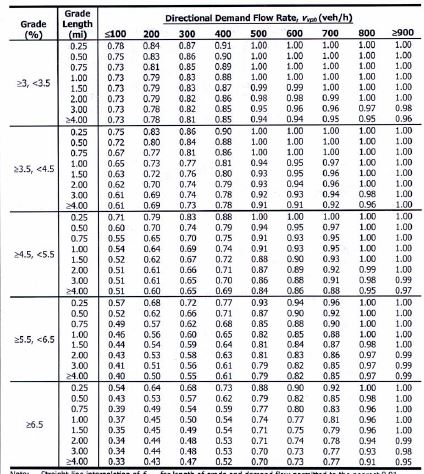 Grade Directional Demand Flow Rate, vvph (veh/h)
Grade Length
(%) (mi) ≤100 200 300 400 500 600 700 800 ≥900
0.25 0.78 0.84 0.87 0.91 1.00 1.00 1.00 1.00 1.00
0.50 0.75 0.83 0.86 0.90 1.00 1.00 1.00 1.00 1.00
0.75 0.73 0.81 0.85 0.89 1.00 1.00 1.00 1.00 1.00
≥3, <3.5 1.00 0.73 0.79 0.83 0.88 1.00 1.00 1.00 1.00 1.00
1.50 0.73 0.79 0.83 0.87 0.99 0.99 1.00 1.00 1.00
2.00 0.73 0.79 0.82 0.86 0.98 0.98 0.99 1.00 1.00
3.00 0.73 0.78 0.82 0.85 0.95 0.96 0.96 0.97 0.98
≥4.00 0.73 0.78 0.81 0.85 0.94 0.94 0.95 0.95 0.96
0.25 0.75 0.83 0.86 0.90 1.00 1.00 1.00 1.00 1.00
0.50 0.72 0.80 0.84 0.88 1.00 1.00 1.00 1.00 1.00
0.75 0.67 0.77 0.81 0.86 1.00 1.00 1.00 1.00 1.00
≥3.5, <4.5 1.00 0.65 0.73 0.77 0.81 0.94 0.95 0.97 1.00 1.00
1.50 0.63 0.72 0.76 0.80 0.93 0.95 0.96 1.00 1.00
2.00 0.62 0.70 0.74 0.79 0.93 0.94 0.96 1.00 1.00
3.00 0.61 0.69 0.74 0.78 0.92 0.93 0.94 0.98 1.00
≥4.00 0.61 0.69 0.73 0.78 0.91 0.91 0.92 0.96 1.00
0.25 0.71 0.79 0.83 0.88 1.00 1.00 1.00 1.00 1.00
0.50 0.60 0.70 0.74 0.79 0.94 0.95 0.97 1.00 1.00
0.75 0.55 0.65 0.70 0.75 0.91 0.93 0.95 1.00 1.00
≥4.5, <5.5 1.00 0.54 0.64 0.69 0.74 0.91 0.93 0.95 1.00 1.00
1.50 0.52 0.62 0.67 0.72 0.88 0.90 0.93 1.00 1.00
2.00 0.51 0.61 0.66 0.71 0.87 0.89 0.92 0.99 1.00
3.00 0.51 0.61 0.65 0.70 0.86 0.88 0.91 0.98 0.99
≥4.00 0.51 0.60 0.65 0.69 0.84 0.86 0.88 0.95 0.97
0.25 0.57 0.68 0.72 0.77 0.93 0.94 0.96 1.00 1.00
0.50 0.52 0.62 0.66 0.71 0.87 0.90 0.92 1.00 1.00
0.75 0.49 0.57 0.62 0.68 0.85 0.88 0.90 1.00 1.00
≥5.5, <6.5 1.00 0.46 0.56 0.60 0.65 0.82 0.85 0.88 1.00 1.00
1.50 0.44 0.54 0.59 0.64 0.81 0.84 0.87 0.98 1.00
2.00 0.43 0.53 0.58 0.63 0.81 0.83 0.86 0.97 0.99
3.00 0.41 0.51 0.56 0.61 0.79 0.82 0.85 0.97 0.99
≥4.00 0.40 0.50 0.55 0.61 0.79 0.82 0.85 0.97 0.99
0.25 0.54 0.64 0.68 0.73 0.88 0.90 0.92 1.00 1.00
0.50 0.43 0.53 0.57 0.62 0.79 0.82 0.85 0.98 1.00
0.75 0.39 0.49 0.54 0.59 0.77 0.80 0.83 0.96 1.00
≥6.5 1.00 0.37 0.45 0.50 0.54 0.74 0.77 0.81 0.96 1.00
1.50 0.35 0.45 0.49 0.54 0.71 0.75 0.79 0.96 1.00
2.00 0.34 0.44 0.48 0.53 0.71 0.74 0.78 0.94 0.99
3.00 0.34 0.44 0.48 0.53 0.70 0.73 0.77 0.93 0.98
≥4.00 0.33 0.43 0.47 0.52 0.70 0.73 0.77 0.91 0.95